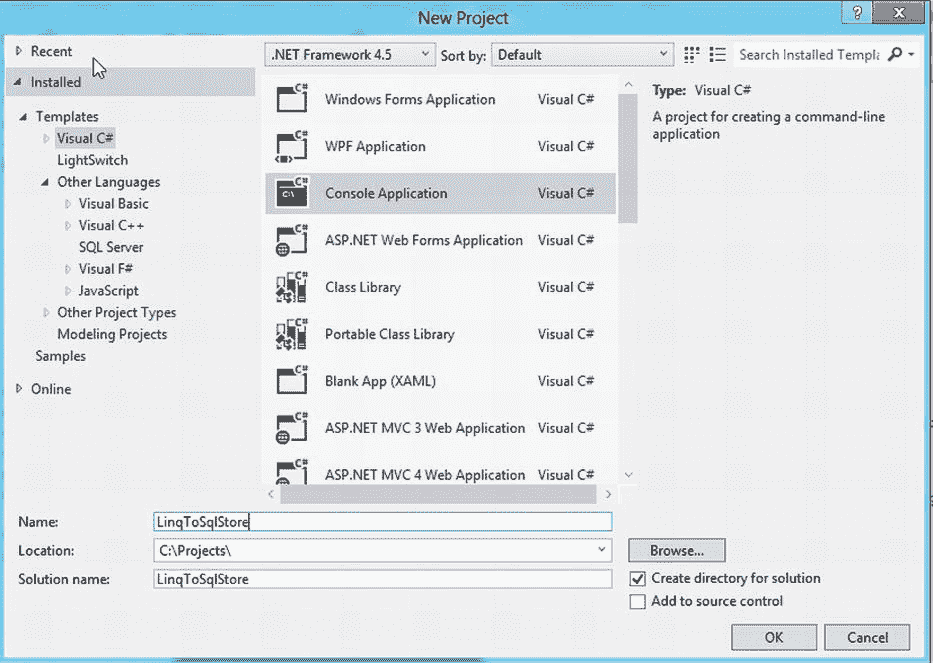 New Project
?
x
Recent
.NET Framework 4.5
Sort by:
Default
Search Installed Templa
Installed
Templates
Visual C#
LightSwitch
Other Languages
Visual Basic
Visual C++
SQL Server
Visual F#
JavaScript
Other Project Types
Modeling Projects
Samples
Online
C# Windows Forms Application Visual C#
C# WPF Application Visual C#
C# C:\ Console Application Visual C#
C# ASP.NET Web Forms Application Visual C#
C# Class Library Visual C#
C# Portable Class Library Visual C#
C# Blank App (XAML) Visual C#
C# ASP.NET MVC 3 Web Application Visual C#
C# ASP.NET MVC 4 Web Application Visual C#
Type: Visual C#
A project for creating a command-line
application
Name: LinqToSqlStore
Location: C:\Projects\
Browse...
Solution name: LinqToSqlStore
Create directory for solution
Add to source control
OK
Cancel